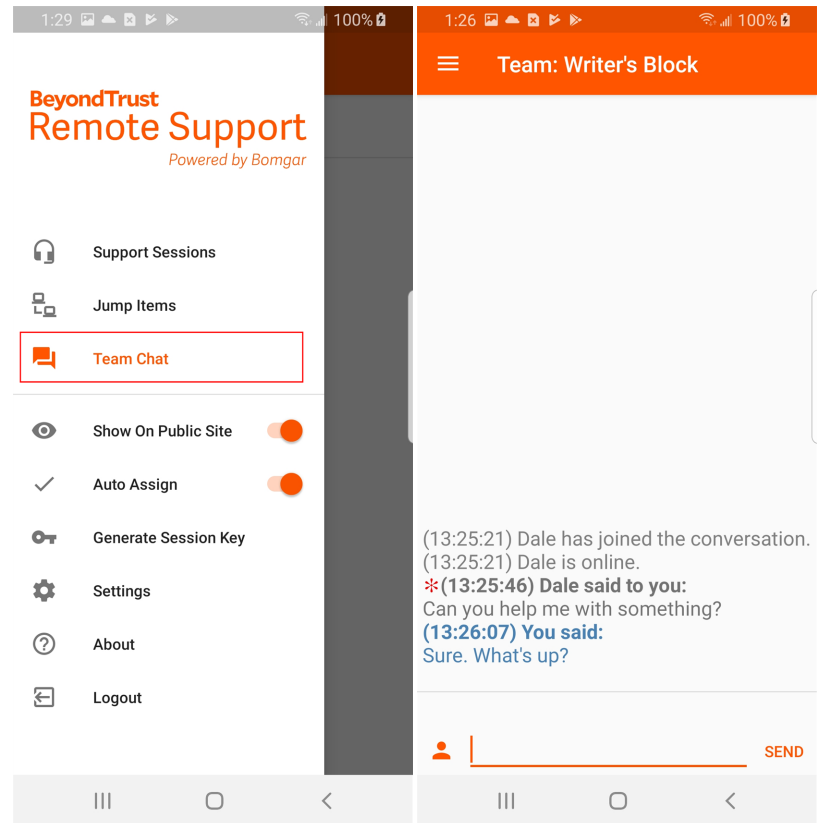 1:29
100%
BeyondTrust
Remote Support
Powered by Bomgar
Support Sessions
Jump Items
Team Chat
Show On Public Site
Auto Assign
Generate Session Key
Settings
About
Logout
1:26
100%
Team: Writer's Block
(13:25:21) Dale has joined the conversation.
(13:25:21) Dale is online.
*(13:25:46) Dale said to you:
Can you help me with something?
(13:26:07) You said:
Sure. What's up?
SEND